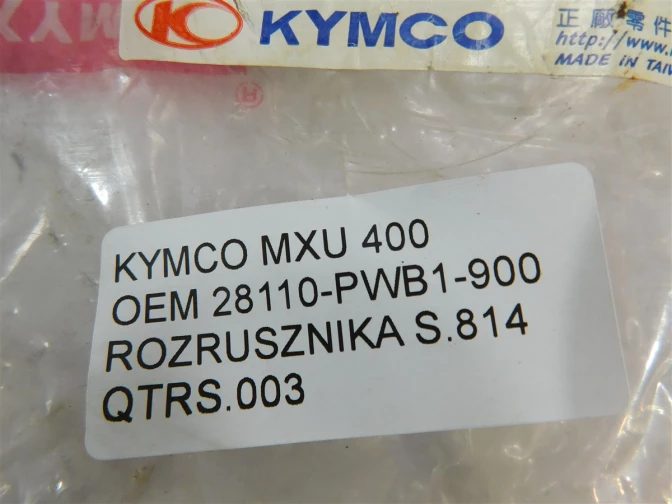 KYMCO
正廠零件
http://www.
MADE IN TAIW
KYMCO MXU 400
OEM 28110-PWB1-900
ROZRUSZNIKA S.814
QTRS.003